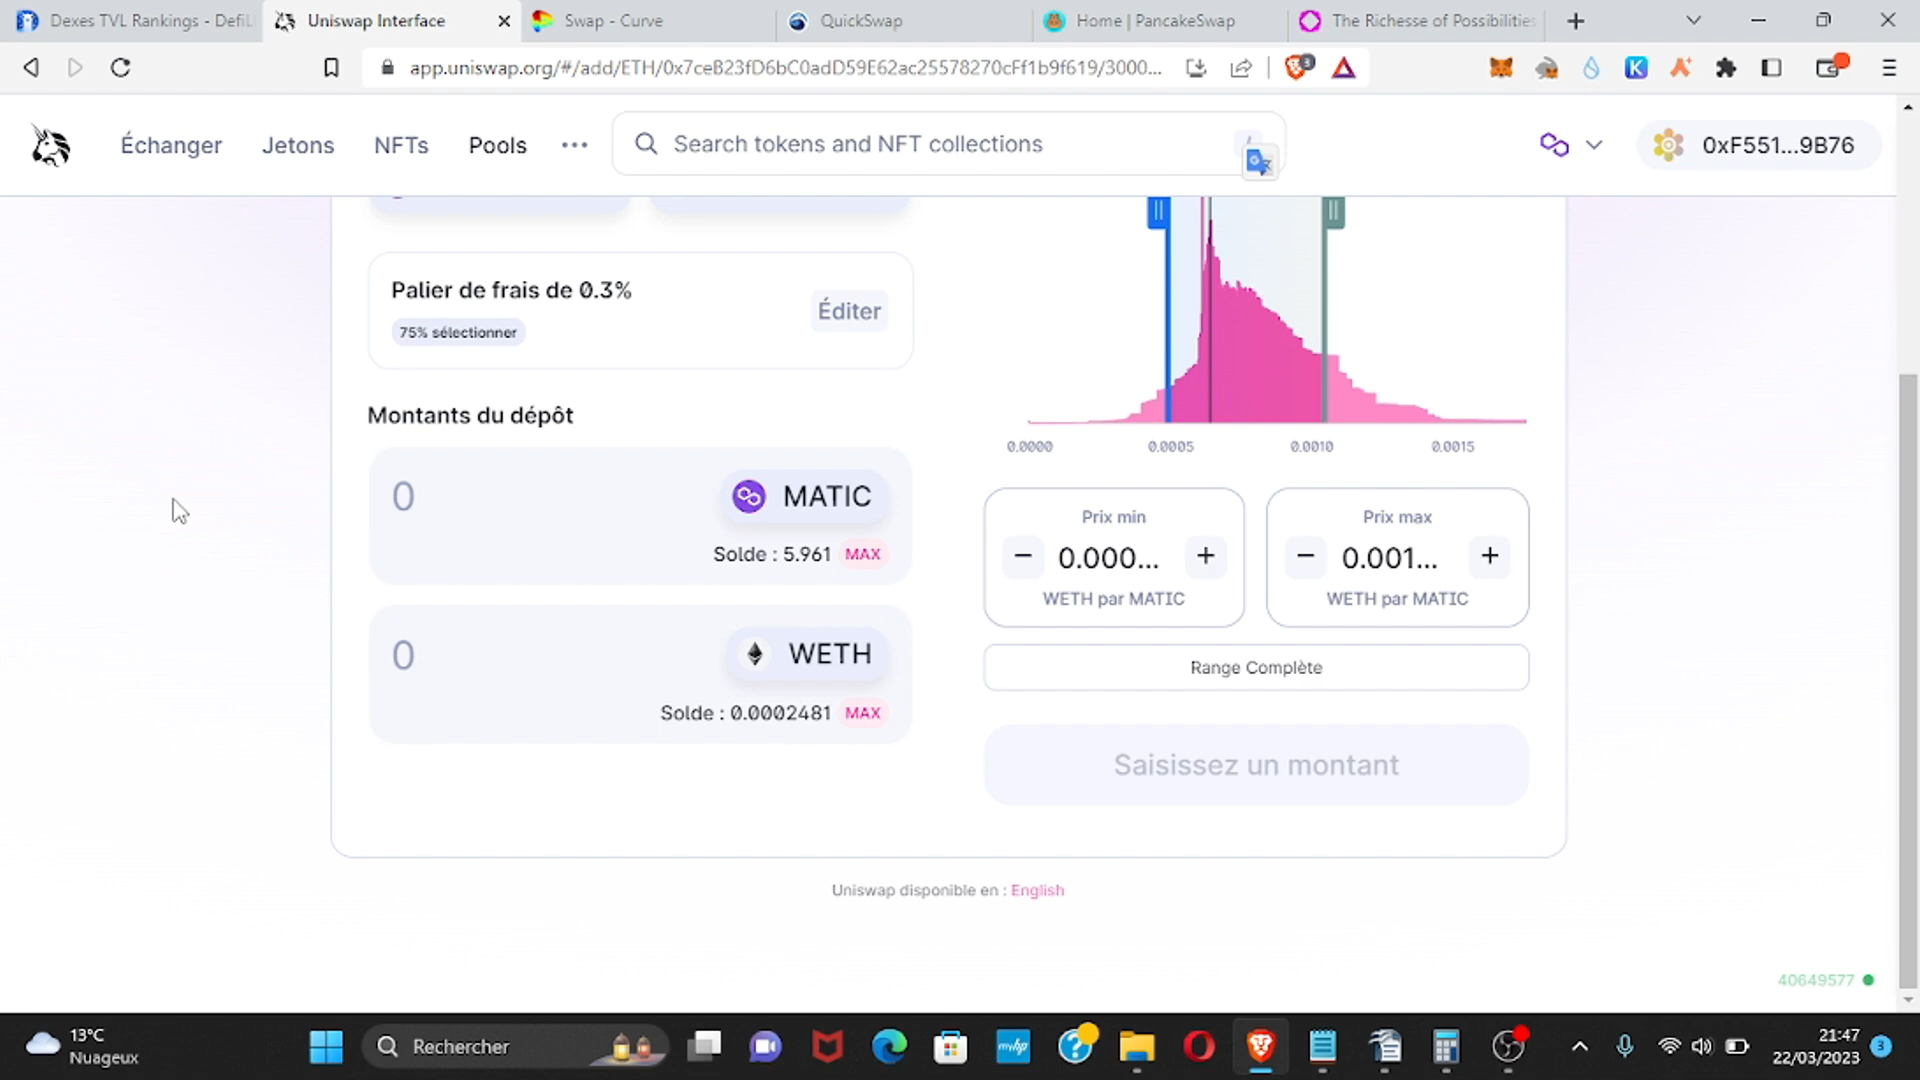 Dexes TVL Rankings - DefiL
Uniswap Interface
Swap - Curve
QuickSwap
Home | PancakeSwap
The Richesse of Possibilities
app.uniswap.org/#/add/ETH/0x7ceB23fD6bC0adD59E62ac25578270cFf1b9f619/3000...
3
K
Échanger
Jetons
NFTs
Pools
Search tokens and NFT collections
/
0xF551...9B76
Palier de frais de 0.3%
75% sélectionner
Éditer
Montants du dépôt
0
MATIC
Solde : 5.961 MAX
0
WETH
Solde : 0.0002481 MAX
0.0000 0.0005 0.0010 0.0015
Prix min
− 0.000... +
WETH par MATIC
Prix max
− 0.001... +
WETH par MATIC
Range Complète
Saisissez un montant
Uniswap disponible en : English
40649577
13°C
Nuageux
Rechercher
myhp
21:47
22/03/2023
3